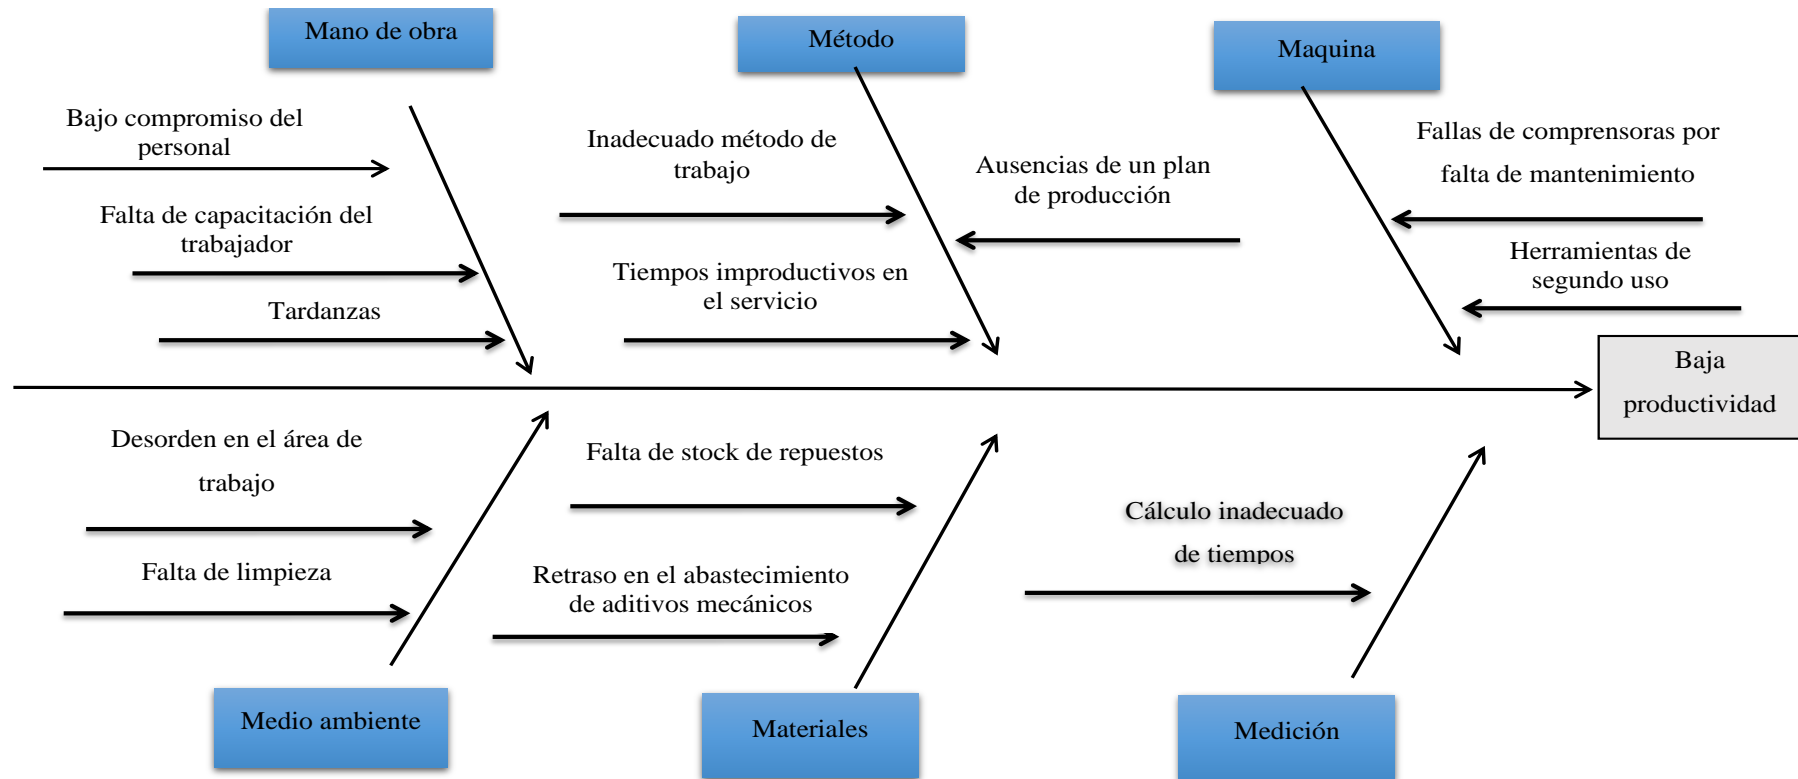 Mano de obra
Método
Maquina
Bajo compromiso del
personal
Falta de capacitación del
trabajador
Tardanzas
Inadecuado método de
trabajo
Ausencias de un plan
de producción
Tiempos improductivos en
el servicio
Fallas de comprensoras por
falta de mantenimiento
Herramientas de
segundo uso
Baja
productividad
Desorden en el área de
trabajo
Falta de limpieza
Falta de stock de repuestos
Retraso en el abastecimiento
de aditivos mecánicos
Cálculo inadecuado
de tiempos
Medio ambiente
Materiales
Medición